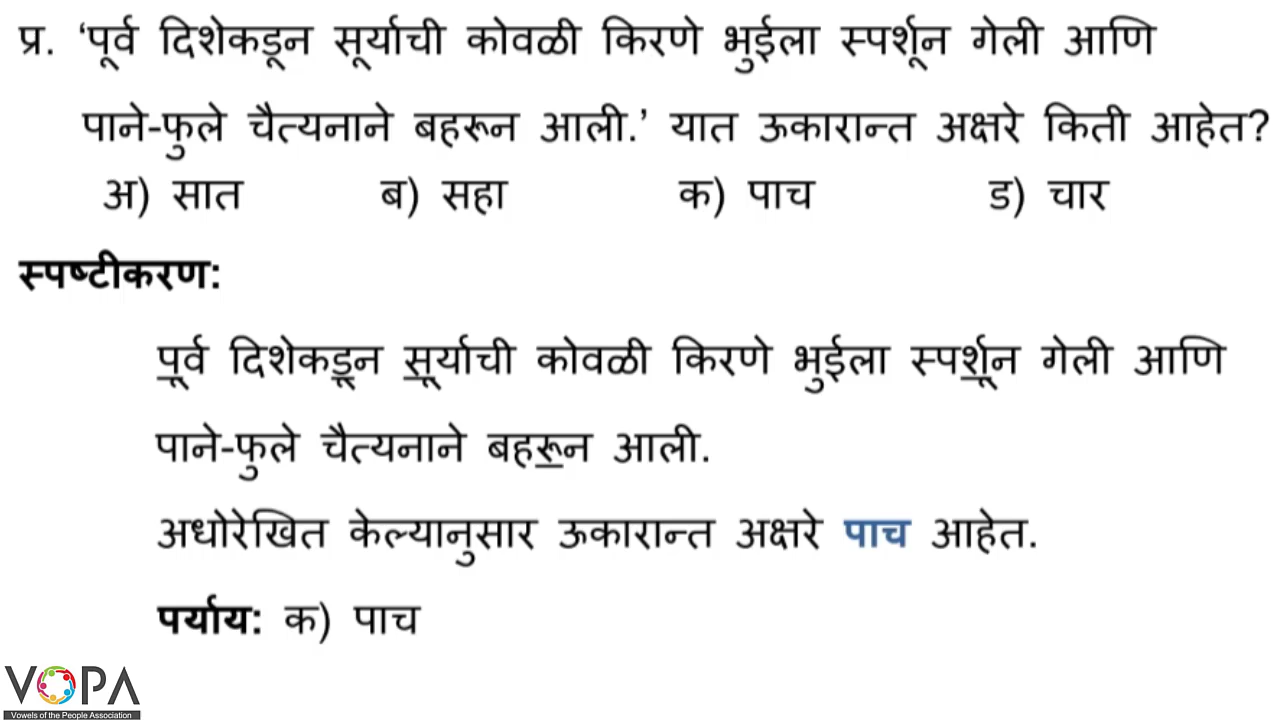 प्र. ‘पूर्व दिशेकडून सूर्याची कोवळी किरणे भुईला स्पर्शून गेली आणि
पाने-फुले चैत्यनाने बहरून आली.’ यात ऊकारान्त अक्षरे किती आहेत?
अ) सात ब) सहा क) पाच ड) चार
स्पष्टीकरण:
पूर्व दिशेकडून सूर्याची कोवळी किरणे भुईला स्पर्शून गेली आणि
पाने-फुले चैत्यनाने बहरून आली.
अधोरेखित केल्यानुसार ऊकारान्त अक्षरे पाच आहेत.
पर्याय: क) पाच
VOPA
Vowels of the People Association